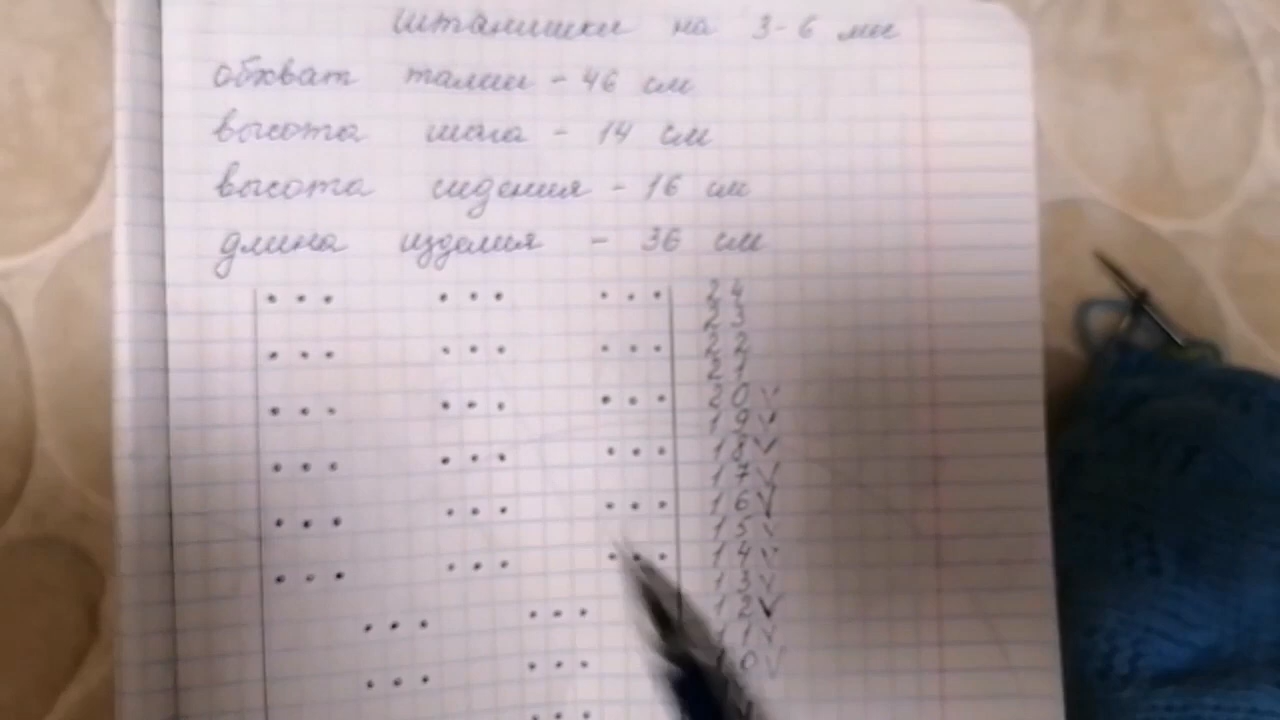 штанишки на 3-6 мес
обхват талии - 46 см
высота шага - 14 см
высота сидения - 16 см
длина изделия - 36 см
24
23
22
21
20 V
19 V
18 V
17 V
16 V
15 V
14 V
13 V
12 V
11 V
10 V